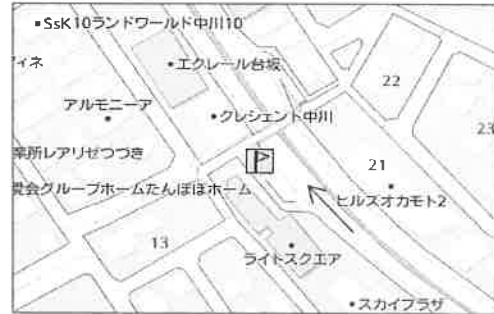 SsK10ランドワールド中川10
ィネ
エクレール台坂
22
アルモニーア
クレシェント中川
23
業所レアリゼつづき
21
愛会グループホームたんぽぽホーム
ヒルズオカモト2
13
ライトスクエア
スカイプラザ